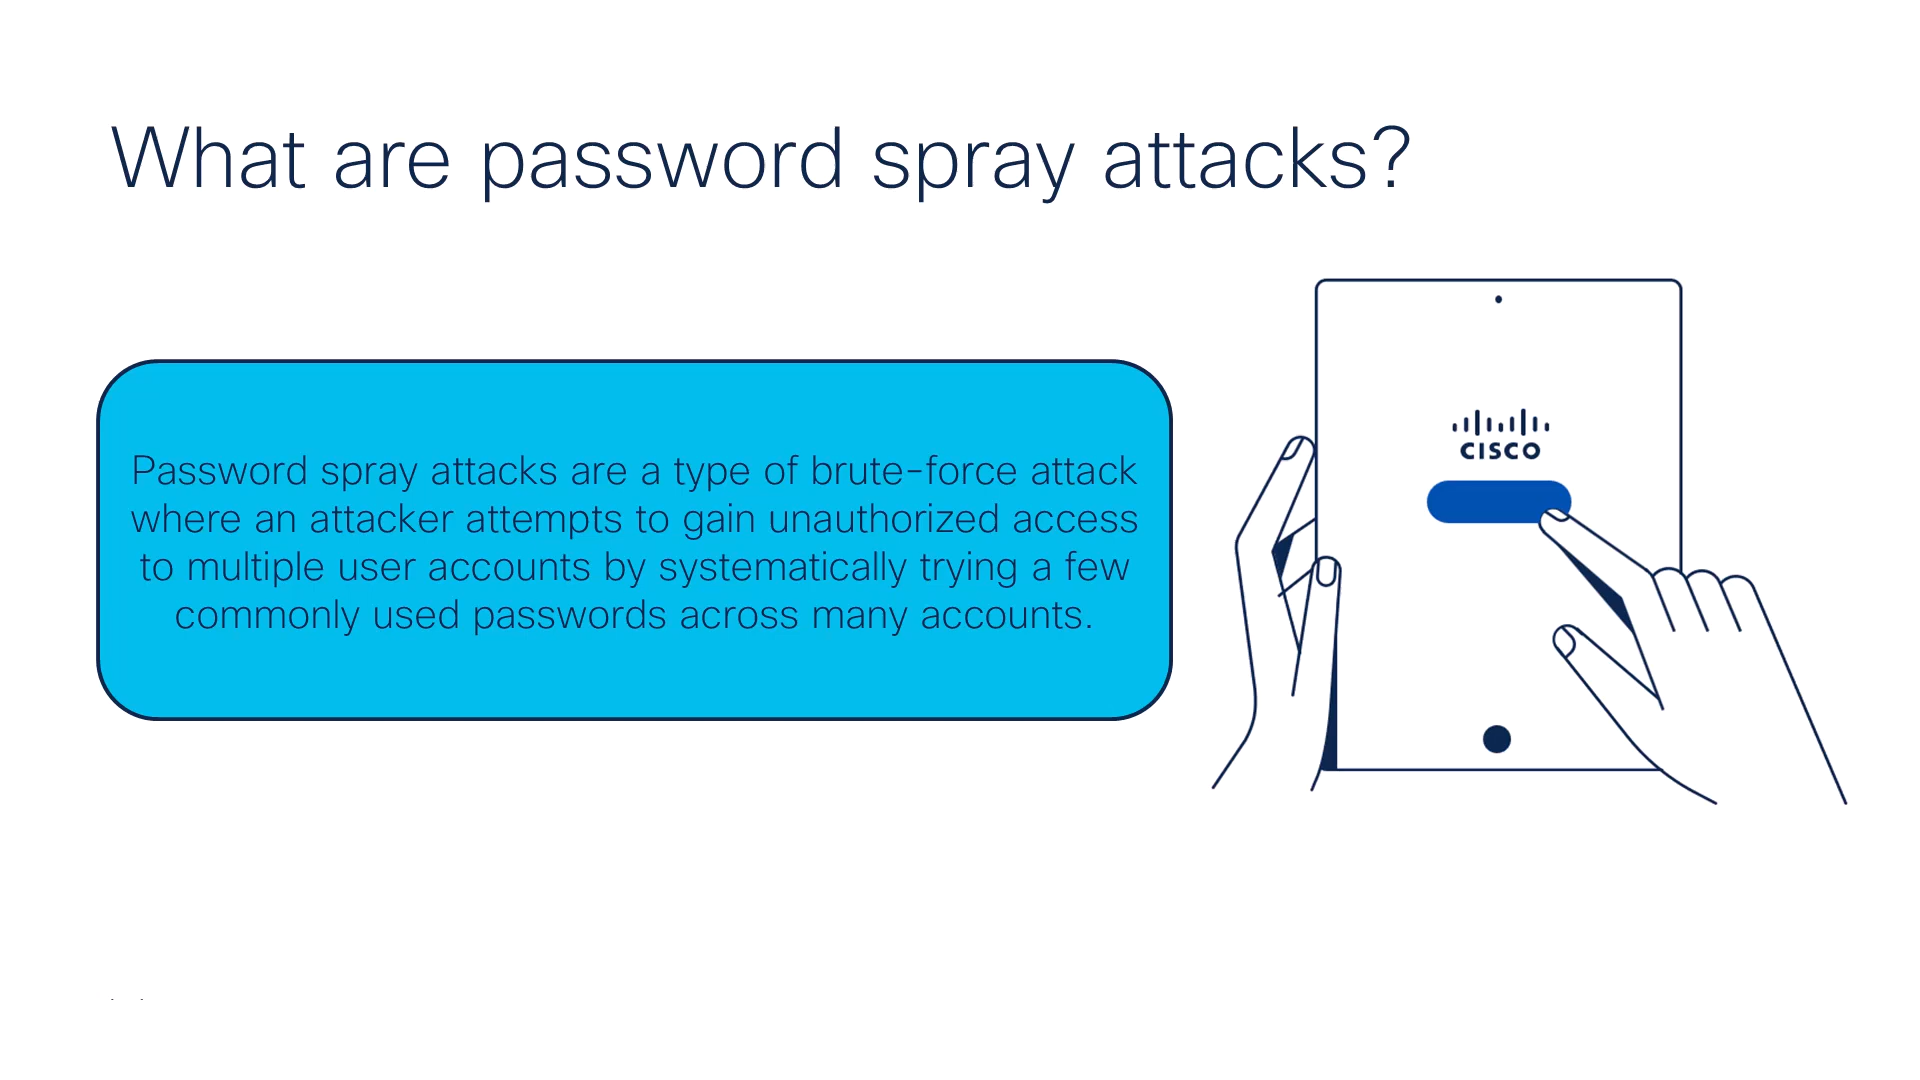 What are password spray attacks?
Password spray attacks are a type of brute-force attack
where an attacker attempts to gain unauthorized access
to multiple user accounts by systematically trying a few
commonly used passwords across many accounts.
CISCO